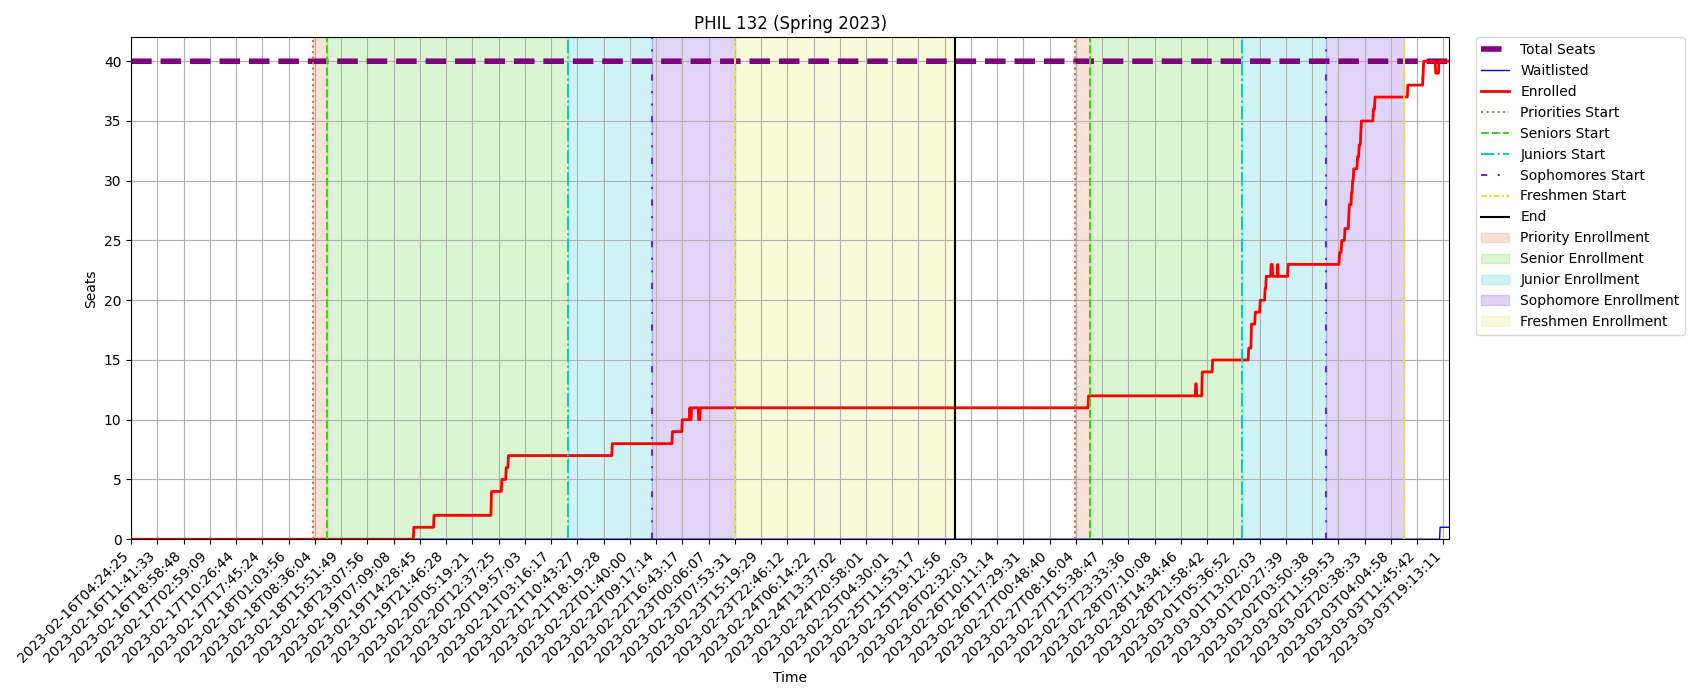 PHIL 132 (Spring 2023)
Seats
40
35
30
25
20
15
10
5
0
2023-02-16T04:24:25
2023-02-16T11:41:33
2023-02-16T18:58:48
2023-02-17T02:59:09
2023-02-17T10:26:44
2023-02-17T17:45:24
2023-02-18T01:03:56
2023-02-18T08:36:04
2023-02-18T15:51:49
2023-02-18T23:07:56
2023-02-19T07:09:08
2023-02-19T14:28:45
2023-02-19T21:46:28
2023-02-20T05:19:21
2023-02-20T12:37:25
2023-02-20T19:57:03
2023-02-21T03:16:17
2023-02-21T10:43:27
2023-02-21T18:19:28
2023-02-22T01:40:00
2023-02-22T09:17:14
2023-02-22T16:43:17
2023-02-23T00:06:07
2023-02-23T07:53:31
2023-02-23T15:19:29
2023-02-23T22:46:12
2023-02-24T06:14:22
2023-02-24T13:37:02
2023-02-24T20:58:01
2023-02-25T04:30:01
2023-02-25T11:53:17
2023-02-25T19:12:56
2023-02-26T02:32:03
2023-02-26T10:11:14
2023-02-26T17:29:31
2023-02-27T00:48:40
2023-02-27T08:16:04
2023-02-27T15:38:47
2023-02-27T23:33:36
2023-02-28T07:10:08
2023-02-28T14:34:46
2023-02-28T21:58:42
2023-03-01T05:36:52
2023-03-01T13:02:03
2023-03-01T20:27:39
2023-03-02T03:50:38
2023-03-02T11:59:53
2023-03-02T20:38:33
2023-03-03T04:04:58
2023-03-03T11:45:42
2023-03-03T19:13:11
Time
Total Seats
Waitlisted
Enrolled
Priorities Start
Seniors Start
Juniors Start
Sophomores Start
Freshmen Start
End
Priority Enrollment
Senior Enrollment
Junior Enrollment
Sophomore Enrollment
Freshmen Enrollment